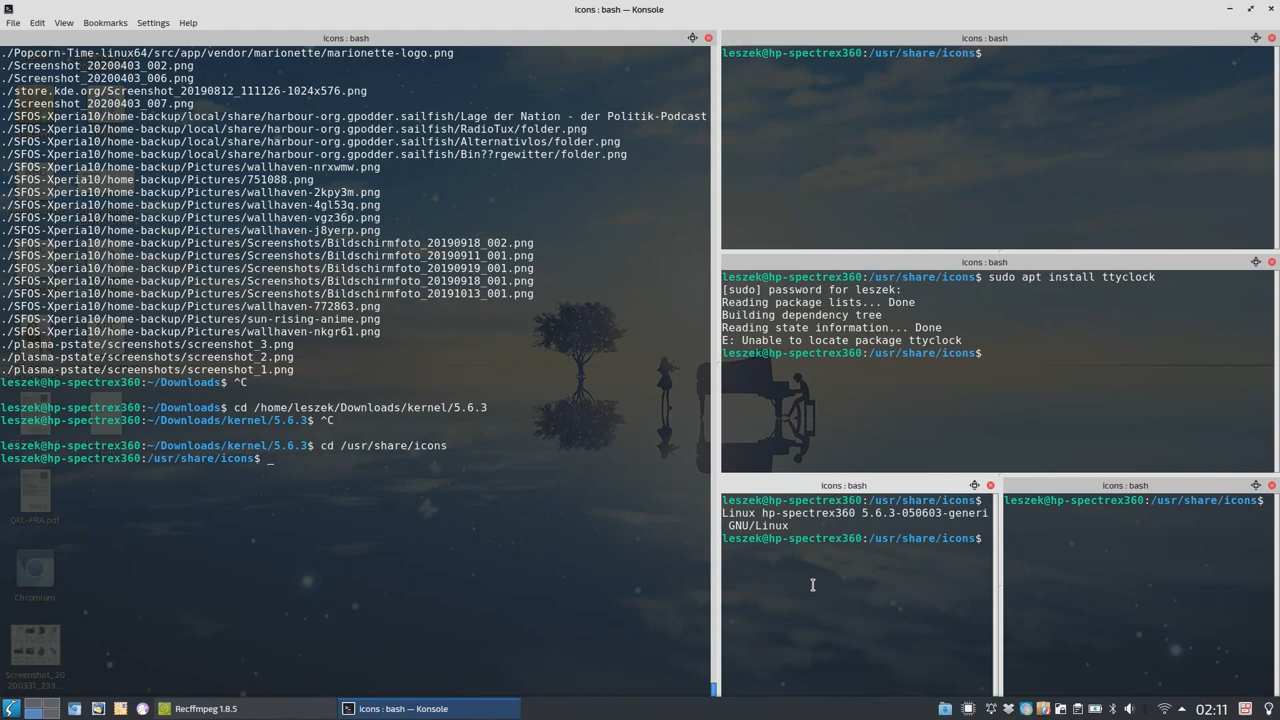 icons : bash — Konsole
File Edit View Bookmarks Settings Help
icons : bash
./Popcorn-Time-linux64/src/app/vendor/marionette/marionette-logo.png
./Screenshot_20200403_002.png
./Screenshot_20200403_006.png
./store.kde.org/Screenshot_20190812_111126-1024x576.png
./Screenshot_20200403_007.png
./SFOS-Xperia10/home-backup/local/share/harbour-org.gpodder.sailfish/Lage der Nation - der Politik-Podcast
./SFOS-Xperia10/home-backup/local/share/harbour-org.gpodder.sailfish/RadioTux/folder.png
./SFOS-Xperia10/home-backup/local/share/harbour-org.gpodder.sailfish/Alternativlos/folder.png
./SFOS-Xperia10/home-backup/local/share/harbour-org.gpodder.sailfish/Bin??rgewitter/folder.png
./SFOS-Xperia10/home-backup/Pictures/wallhaven-nrxwmw.png
./SFOS-Xperia10/home-backup/Pictures/751088.png
./SFOS-Xperia10/home-backup/Pictures/wallhaven-2kpy3m.png
./SFOS-Xperia10/home-backup/Pictures/wallhaven-4gl53q.png
./SFOS-Xperia10/home-backup/Pictures/wallhaven-vgz36p.png
./SFOS-Xperia10/home-backup/Pictures/wallhaven-j8yerp.png
./SFOS-Xperia10/home-backup/Pictures/Screenshots/Bildschirmfoto_20190918_002.png
./SFOS-Xperia10/home-backup/Pictures/Screenshots/Bildschirmfoto_20190911_001.png
./SFOS-Xperia10/home-backup/Pictures/Screenshots/Bildschirmfoto_20190919_001.png
./SFOS-Xperia10/home-backup/Pictures/Screenshots/Bildschirmfoto_20190918_001.png
./SFOS-Xperia10/home-backup/Pictures/Screenshots/Bildschirmfoto_20191013_001.png
./SFOS-Xperia10/home-backup/Pictures/wallhaven-772863.png
./SFOS-Xperia10/home-backup/Pictures/sun-rising-anime.png
./SFOS-Xperia10/home-backup/Pictures/wallhaven-nkgr61.png
./plasma-pstate/screenshots/screenshot_3.png
./plasma-pstate/screenshots/screenshot_2.png
./plasma-pstate/screenshots/screenshot_1.png
leszek@hp-spectrex360:~/Downloads$ ^C
leszek@hp-spectrex360:~/Downloads$ cd /home/leszek/Downloads/kernel/5.6.3
leszek@hp-spectrex360:~/Downloads/kernel/5.6.3$ ^C
leszek@hp-spectrex360:~/Downloads/kernel/5.6.3$ cd /usr/share/icons
leszek@hp-spectrex360:/usr/share/icons$ _
QKL-FRA.pdf
Chromium
Screenshot_20
200331_233...
icons : bash
leszek@hp-spectrex360:/usr/share/icons$
icons : bash
leszek@hp-spectrex360:/usr/share/icons$ sudo apt install ttyclock
[sudo] password for leszek:
Reading package lists... Done
Building dependency tree
Reading state information... Done
E: Unable to locate package ttyclock
leszek@hp-spectrex360:/usr/share/icons$
icons : bash
leszek@hp-spectrex360:/usr/share/icons$
Linux hp-spectrex360 5.6.3-050603-generi
GNU/Linux
leszek@hp-spectrex360:/usr/share/icons$
icons : bash
leszek@hp-spectrex360:/usr/share/icons$
Recffmpeg 1.8.5
icons : bash — Konsole
02:11